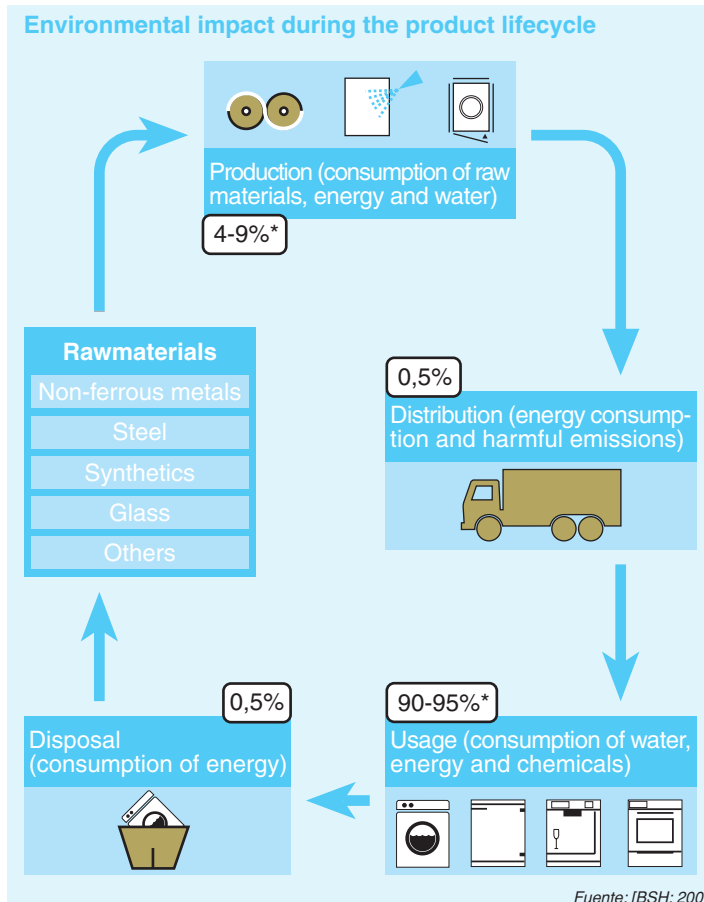 Environmental impact during the product lifecycle
Production (consumption of raw
materials, energy and water)
4-9%*
Rawmaterials
Non-ferrous metals
Steel
Synthetics
Glass
Others
0,5%
Distribution (energy consump-
tion and harmful emissions)
0,5%
Disposal
(consumption of energy)
90-95%*
Usage (consumption of water,
energy and chemicals)
Fuente: [BSH: 200